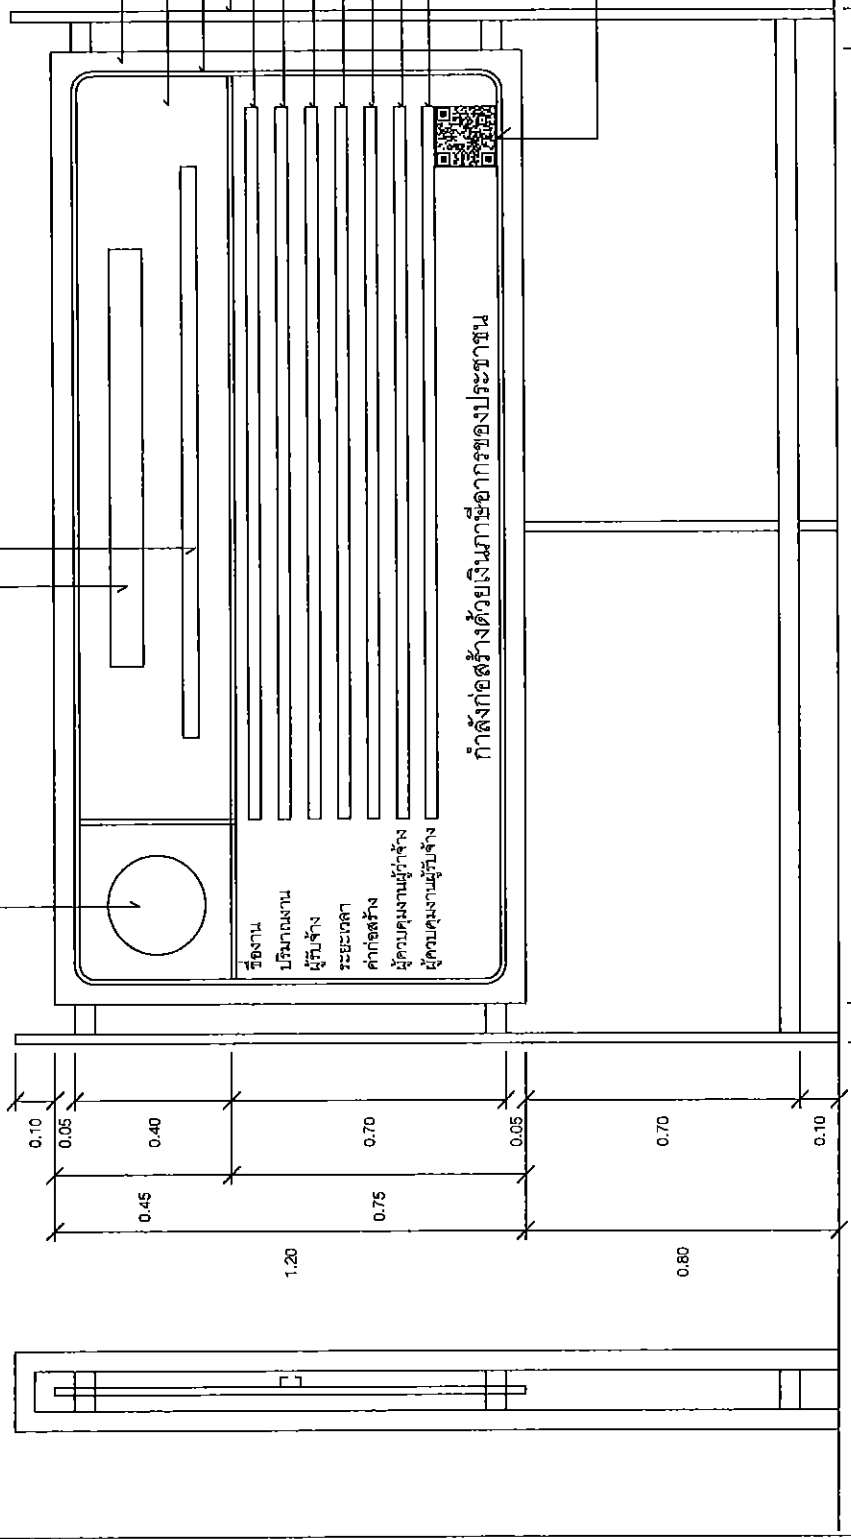 ชื่องาน
ปริมาณงาน
ผู้รับจ้าง
ระยะเวลา
ค่าก่อสร้าง
ผู้ควบคุมงานผู้ว่าจ้าง
ผู้ควบคุมงานผู้รับจ้าง
กำลังก่อสร้างด้วยเงินภาษีอากรของประชาชน
0.10
0.05
0.40
0.70
0.05
0.70
0.10
0.45
0.75
1.20
0.80